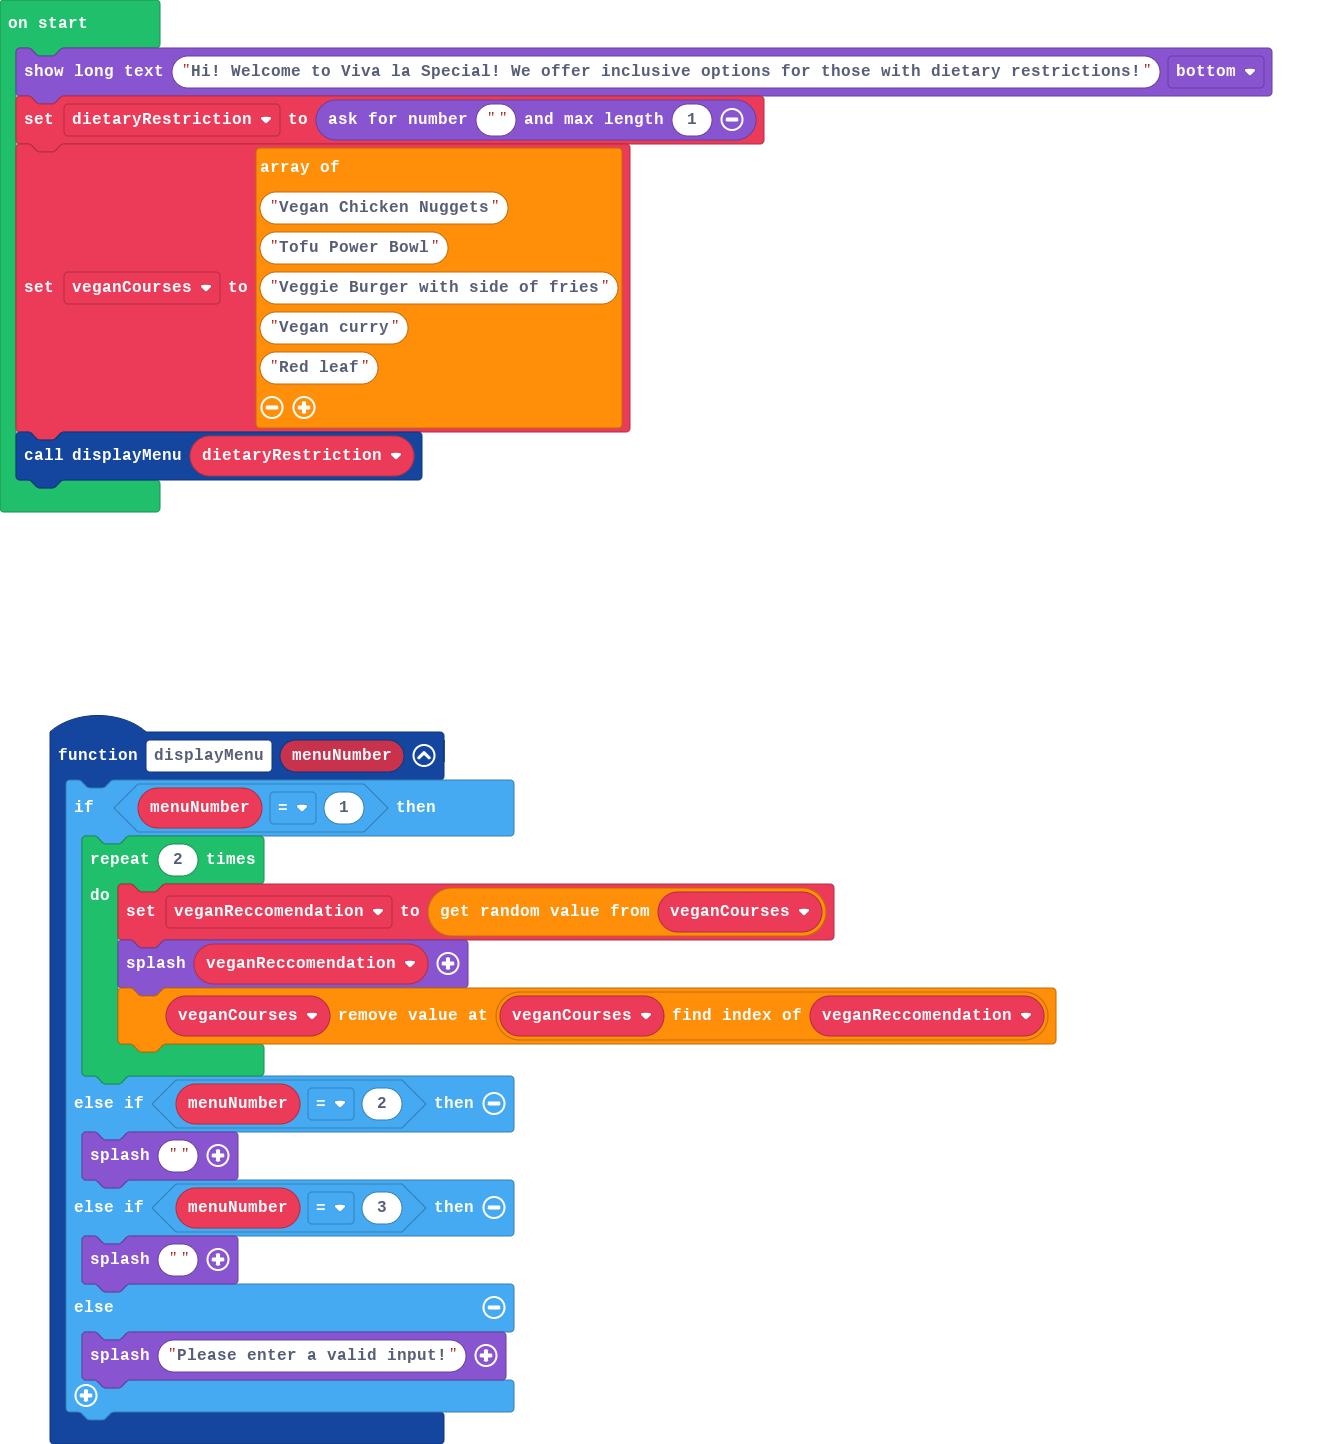 on start
show long text "Hi! Welcome to Viva la Special! We offer inclusive options for those with dietary restrictions!" bottom
set dietaryRestriction to ask for number "" and max length 1
array of
"Vegan Chicken Nuggets"
"Tofu Power Bowl"
set veganCourses to "Veggie Burger with side of fries"
"Vegan curry"
"Red leaf"
call displayMenu dietaryRestriction
function displayMenu menuNumber
if menuNumber = 1 then
repeat 2 times
do
set veganReccomendation to get random value from veganCourses
splash veganReccomendation
veganCourses remove value at veganCourses find index of veganReccomendation
else if menuNumber = 2 then
splash ""
else if menuNumber = 3 then
splash ""
else
splash "Please enter a valid input!"